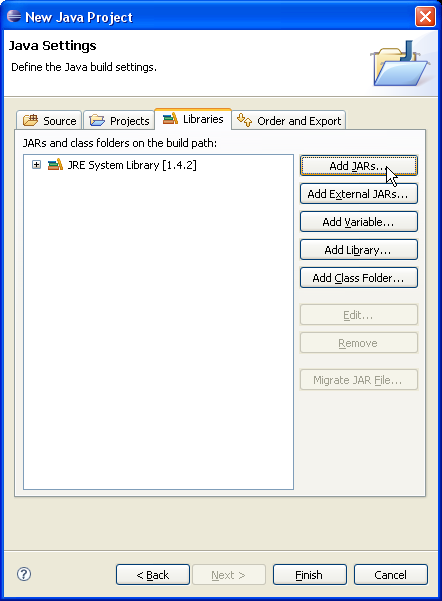 New Java Project
Java Settings
Define the Java build settings.
Source Projects Libraries Order and Export
JARs and class folders on the build path:
JRE System Library [1.4.2]
Add JARs...
Add External JARs...
Add Variable...
Add Library...
Add Class Folder...
Edit...
Remove
Migrate JAR File...
? < Back Next > Finish Cancel